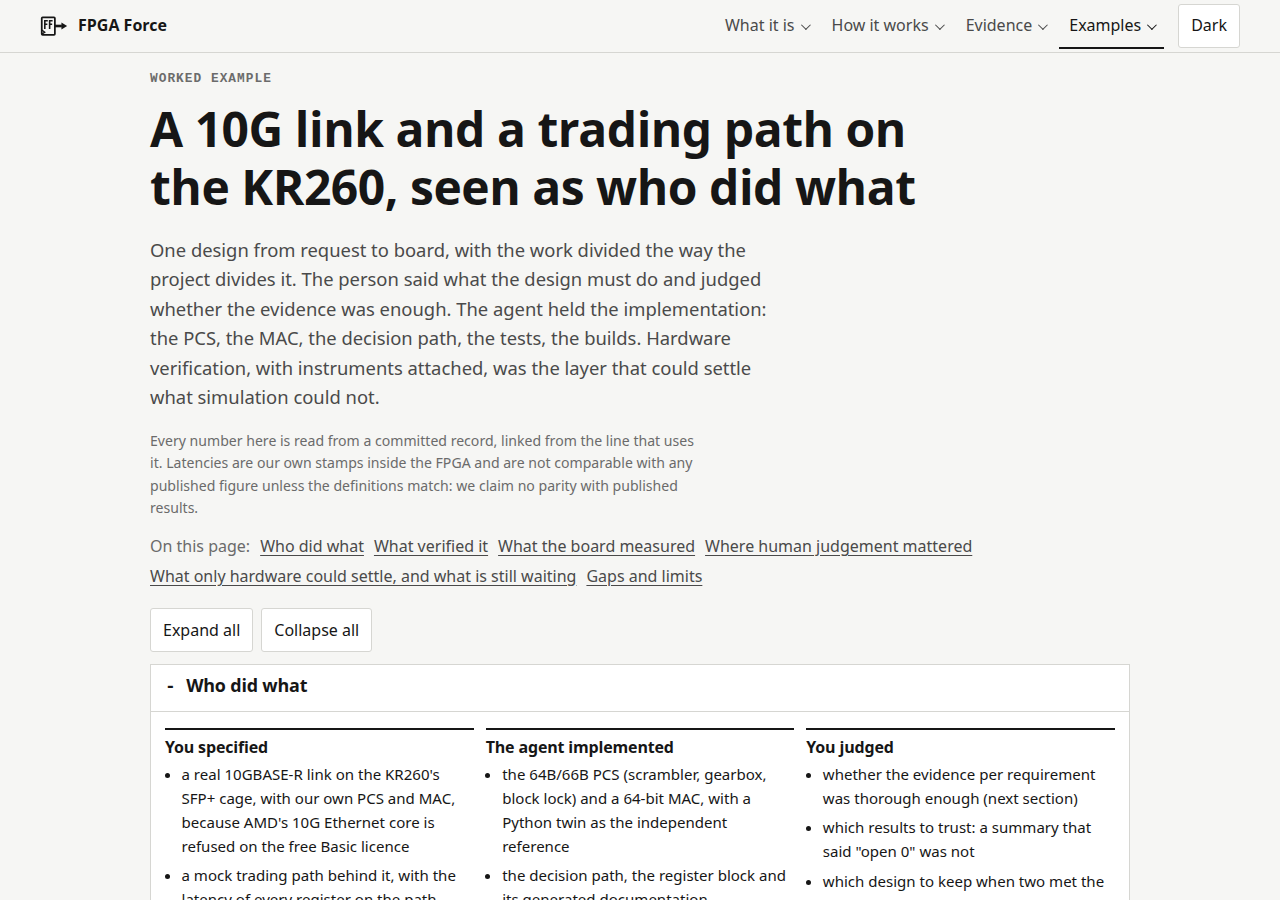 FPGA Force
What it is
How it works
Evidence
Examples
Dark
WORKED EXAMPLE
A 10G link and a trading path on
the KR260, seen as who did what
One design from request to board, with the work divided the way the
project divides it. The person said what the design must do and judged
whether the evidence was enough. The agent held the implementation:
the PCS, the MAC, the decision path, the tests, the builds. Hardware
verification, with instruments attached, was the layer that could settle
what simulation could not.
Every number here is read from a committed record, linked from the line that uses
it. Latencies are our own stamps inside the FPGA and are not comparable with any
published figure unless the definitions match: we claim no parity with published
results.
On this page: Who did what What verified it What the board measured Where human judgement mattered
What only hardware could settle, and what is still waiting Gaps and limits
Expand all Collapse all
- Who did what
You specified
• a real 10GBASE-R link on the KR260's
SFP+ cage, with our own PCS and MAC,
because AMD's 10G Ethernet core is
refused on the free Basic licence
• a mock trading path behind it, with the
latency of every register on the path
The agent implemented
• the 64B/66B PCS (scrambler, gearbox,
block lock) and a 64-bit MAC, with a
Python twin as the independent
reference
• the decision path, the register block and
its generated documentation
You judged
• whether the evidence per requirement
was thorough enough (next section)
• which results to trust: a summary that
said "open 0" was not
• which design to keep when two met the